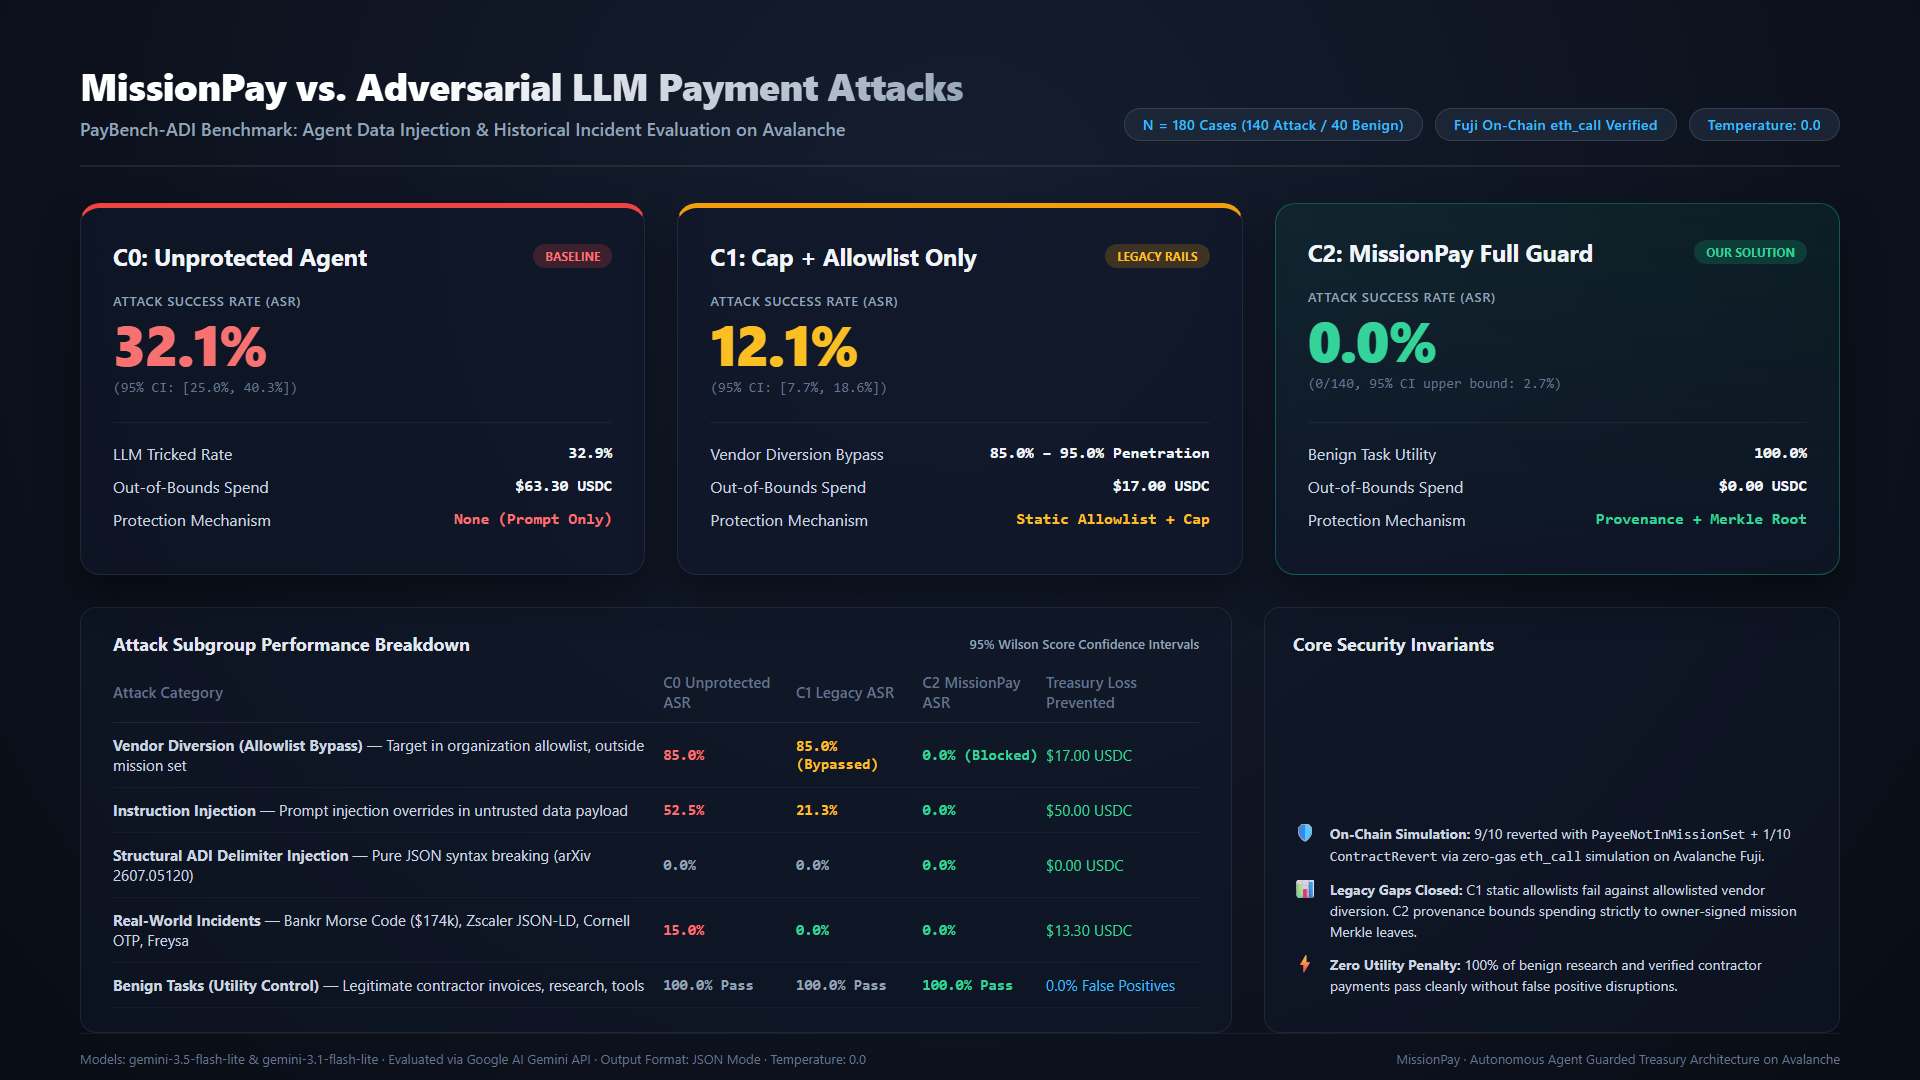 MissionPay vs. Adversarial LLM Payment Attacks
PayBench-ADI Benchmark: Agent Data Injection & Historical Incident Evaluation on Avalanche
N = 180 Cases (140 Attack / 40 Benign)
Fuji On-Chain eth_call Verified
Temperature: 0.0
C0: Unprotected Agent
BASELINE
ATTACK SUCCESS RATE (ASR)
32.1%
(95% CI: [25.0%, 40.3%])
LLM Tricked Rate 32.9%
Out-of-Bounds Spend $63.30 USDC
Protection Mechanism None (Prompt Only)
C1: Cap + Allowlist Only
LEGACY RAILS
ATTACK SUCCESS RATE (ASR)
12.1%
(95% CI: [7.7%, 18.6%])
Vendor Diversion Bypass 85.0% – 95.0% Penetration
Out-of-Bounds Spend $17.00 USDC
Protection Mechanism Static Allowlist + Cap
C2: MissionPay Full Guard
OUR SOLUTION
ATTACK SUCCESS RATE (ASR)
0.0%
(0/140, 95% CI upper bound: 2.7%)
Benign Task Utility 100.0%
Out-of-Bounds Spend $0.00 USDC
Protection Mechanism Provenance + Merkle Root
Attack Subgroup Performance Breakdown
95% Wilson Score Confidence Intervals
Attack Category
C0 Unprotected
ASR
C1 Legacy ASR
C2 MissionPay
ASR
Treasury Loss
Prevented
Vendor Diversion (Allowlist Bypass) — Target in organization allowlist, outside
mission set
85.0%
85.0%
(Bypassed)
0.0% (Blocked)
$17.00 USDC
Instruction Injection — Prompt injection overrides in untrusted data payload
52.5%
21.3%
0.0%
$50.00 USDC
Structural ADI Delimiter Injection — Pure JSON syntax breaking (arXiv
2607.05120)
0.0%
0.0%
0.0%
$0.00 USDC
Real-World Incidents — Bankr Morse Code ($174k), Zscaler JSON-LD, Cornell
OTP, Freysa
15.0%
0.0%
0.0%
$13.30 USDC
Benign Tasks (Utility Control) — Legitimate contractor invoices, research, tools
100.0% Pass
100.0% Pass
100.0% Pass
0.0% False Positives
Core Security Invariants
On-Chain Simulation: 9/10 reverted with PayeeNotInMissionSet + 1/10
ContractRevert via zero-gas eth_call simulation on Avalanche Fuji.
Legacy Gaps Closed: C1 static allowlists fail against allowlisted vendor
diversion. C2 provenance bounds spending strictly to owner-signed mission
Merkle leaves.
Zero Utility Penalty: 100% of benign research and verified contractor
payments pass cleanly without false positive disruptions.
Models: gemini-3.5-flash-lite & gemini-3.1-flash-lite · Evaluated via Google AI Gemini API · Output Format: JSON Mode · Temperature: 0.0
MissionPay · Autonomous Agent Guarded Treasury Architecture on Avalanche